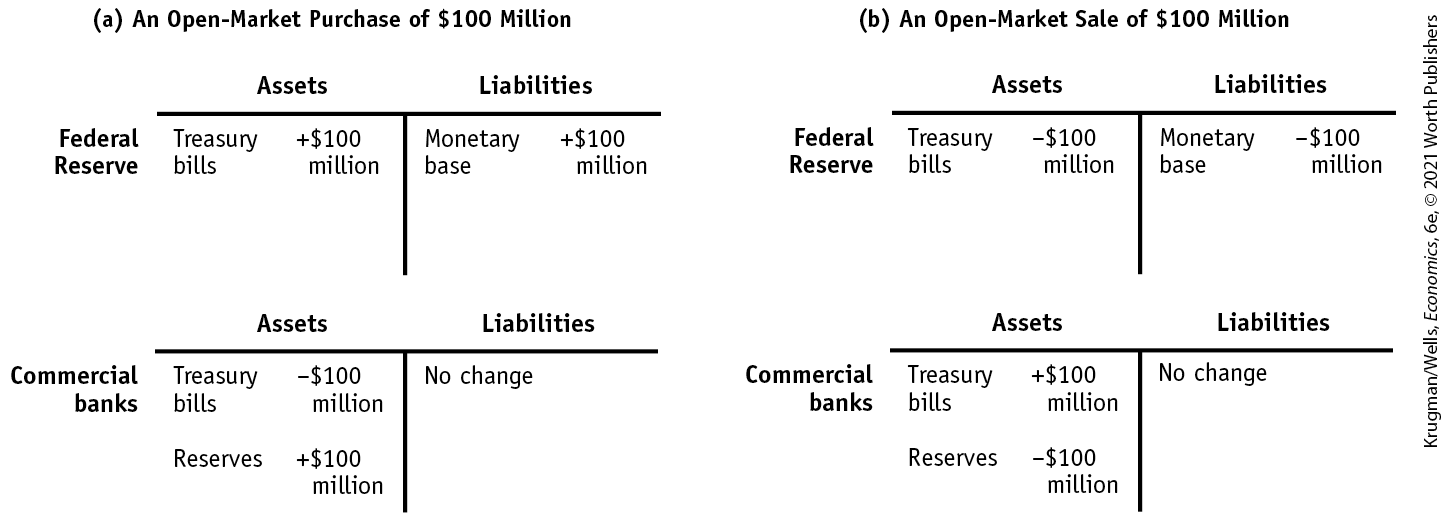 (a) An Open-Market Purchase of $100 Million
Assets Liabilities
Federal Reserve
Treasury bills +$100 million
Monetary base +$100 million
Assets Liabilities
Commercial banks
Treasury bills –$100 million
No change
Reserves +$100 million
(b) An Open-Market Sale of $100 Million
Assets Liabilities
Federal Reserve
Treasury bills –$100 million
Monetary base –$100 million
Assets Liabilities
Commercial banks
Treasury bills +$100 million
No change
Reserves –$100 million
Krugman/Wells, Economics, 6e, © 2021 Worth Publishers